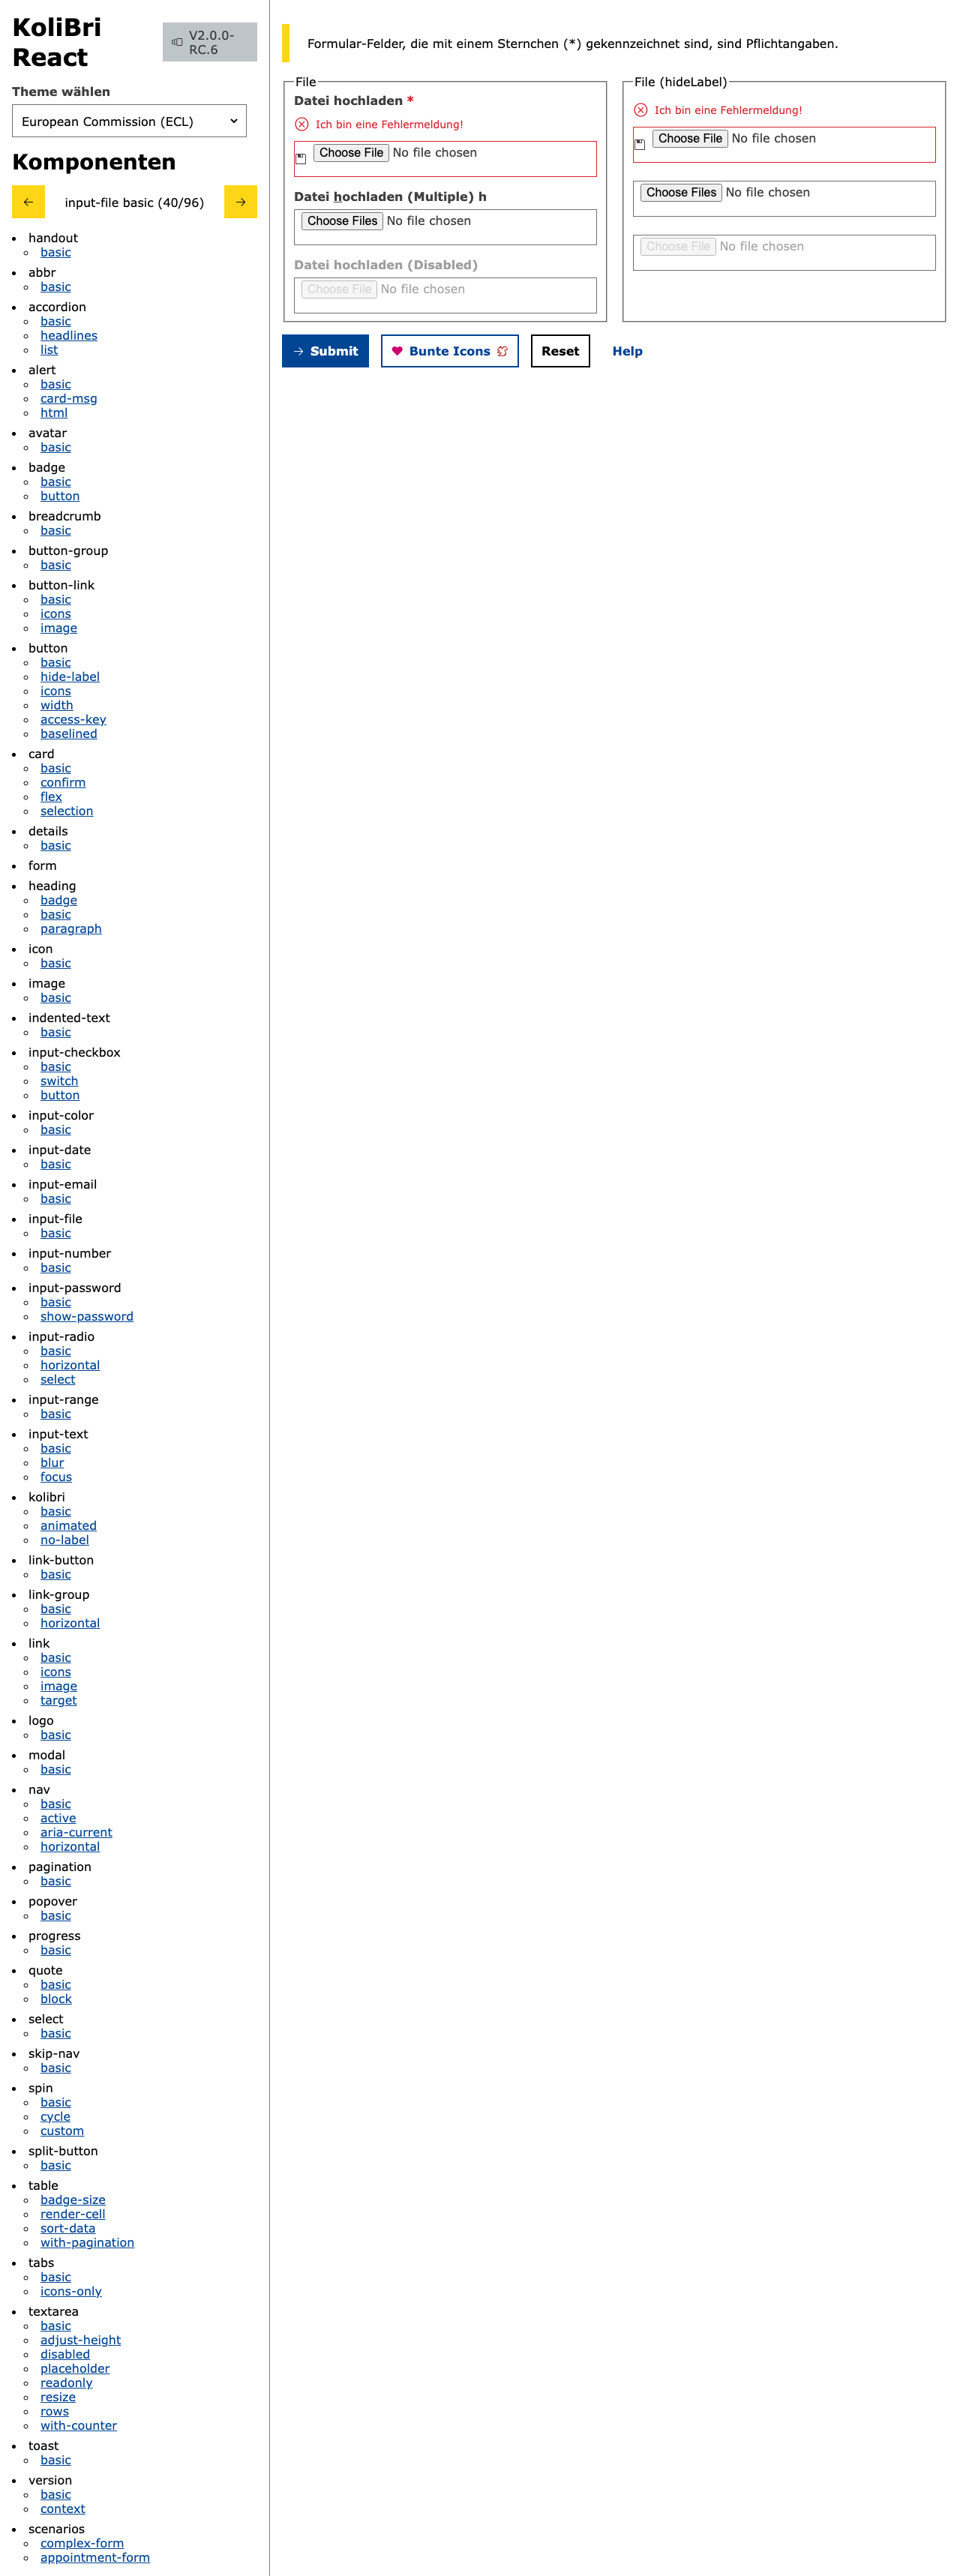 KoliBri
React
V2.0.0-
RC.6
Theme wählen
European Commission (ECL)
Komponenten
input-file basic (40/96)
handout
basic
abbr
basic
accordion
basic
headlines
list
alert
basic
card-msg
html
avatar
basic
badge
basic
button
breadcrumb
basic
button-group
basic
button-link
basic
icons
image
button
basic
hide-label
icons
width
access-key
baselined
card
basic
confirm
flex
selection
details
basic
form
heading
badge
basic
paragraph
icon
basic
image
basic
indented-text
basic
input-checkbox
basic
switch
button
input-color
basic
input-date
basic
input-email
basic
input-file
basic
input-number
basic
input-password
basic
show-password
input-radio
basic
horizontal
select
input-range
basic
input-text
basic
blur
focus
kolibri
basic
animated
no-label
link-button
basic
link-group
basic
horizontal
link
basic
icons
image
target
logo
basic
modal
basic
nav
basic
active
aria-current
horizontal
pagination
basic
popover
basic
progress
basic
quote
basic
block
select
basic
skip-nav
basic
spin
basic
cycle
custom
split-button
basic
table
badge-size
render-cell
sort-data
with-pagination
tabs
basic
icons-only
textarea
basic
adjust-height
disabled
placeholder
readonly
resize
rows
with-counter
toast
basic
version
basic
context
scenarios
complex-form
appointment-form
Formular-Felder, die mit einem Sternchen (*) gekennzeichnet sind, sind Pflichtangaben.
File
Datei hochladen *
Ich bin eine Fehlermeldung!
Choose File No file chosen
Datei hochladen (Multiple) h
Choose Files No file chosen
Datei hochladen (Disabled)
Choose File No file chosen
File (hideLabel)
Ich bin eine Fehlermeldung!
Choose File No file chosen
Choose Files No file chosen
Choose File No file chosen
Submit
Bunte Icons
Reset
Help